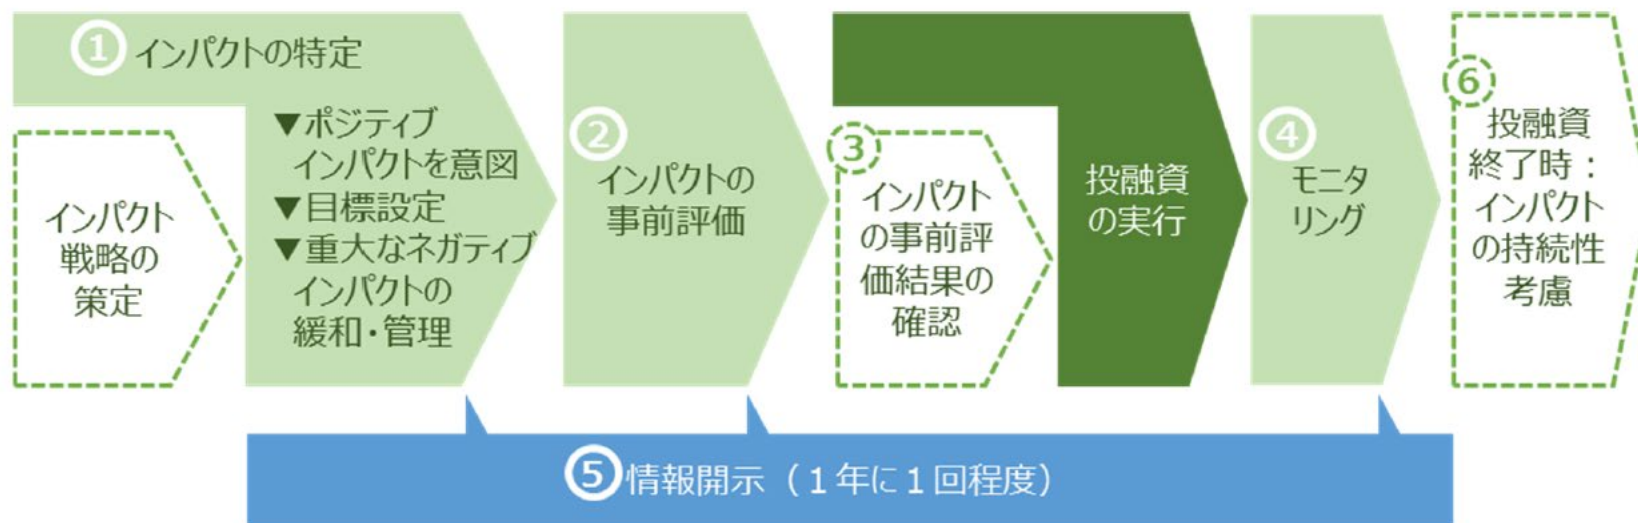 ① インパクトの特定
▼ポジティブ
インパクトを意図
▼目標設定
▼重大なネガティブ
インパクトの
緩和・管理
インパクト
戦略の
策定
②
インパクトの
事前評価
③
インパクト
の事前評
価結果の
確認
投融資
の実行
④
モニタ
リング
⑥
投融資
終了時：
インパクト
の持続性
考慮
⑤情報開示（１年に１回程度）